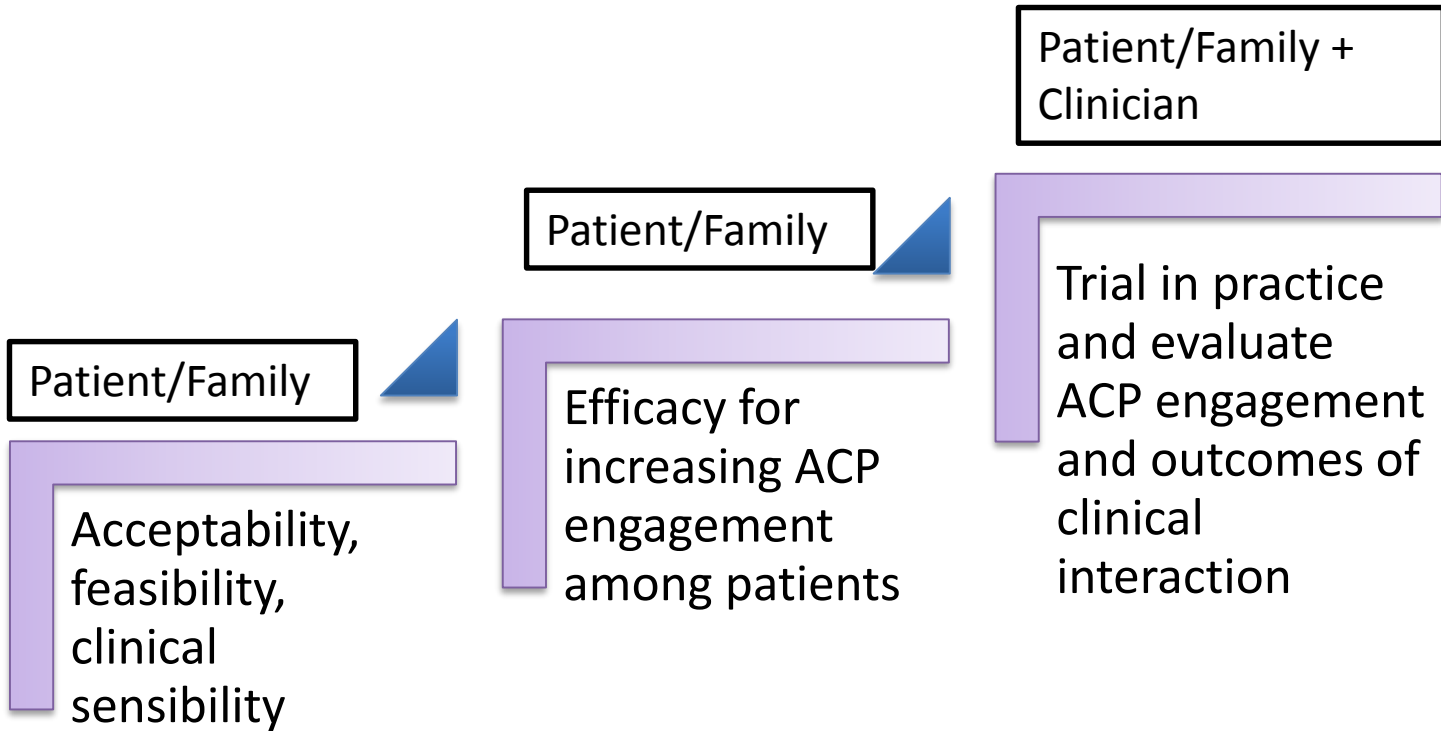 Patient/Family
Acceptability,
feasibility,
clinical
sensibility
Patient/Family
Efficacy for
increasing ACP
engagement
among patients
Patient/Family +
Clinician
Trial in practice
and evaluate
ACP engagement
and outcomes of
clinical
interaction